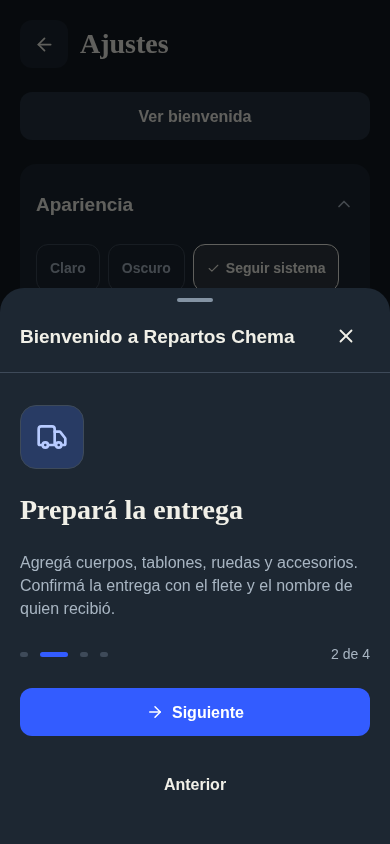 Ajustes
Ver bienvenida
Apariencia
Claro
Oscuro
Seguir sistema
Bienvenido a Repartos Chema
Prepará la entrega
Agregá cuerpos, tablones, ruedas y accesorios.
Confirmá la entrega con el flete y el nombre de
quien recibió.
2 de 4
Siguiente
Anterior